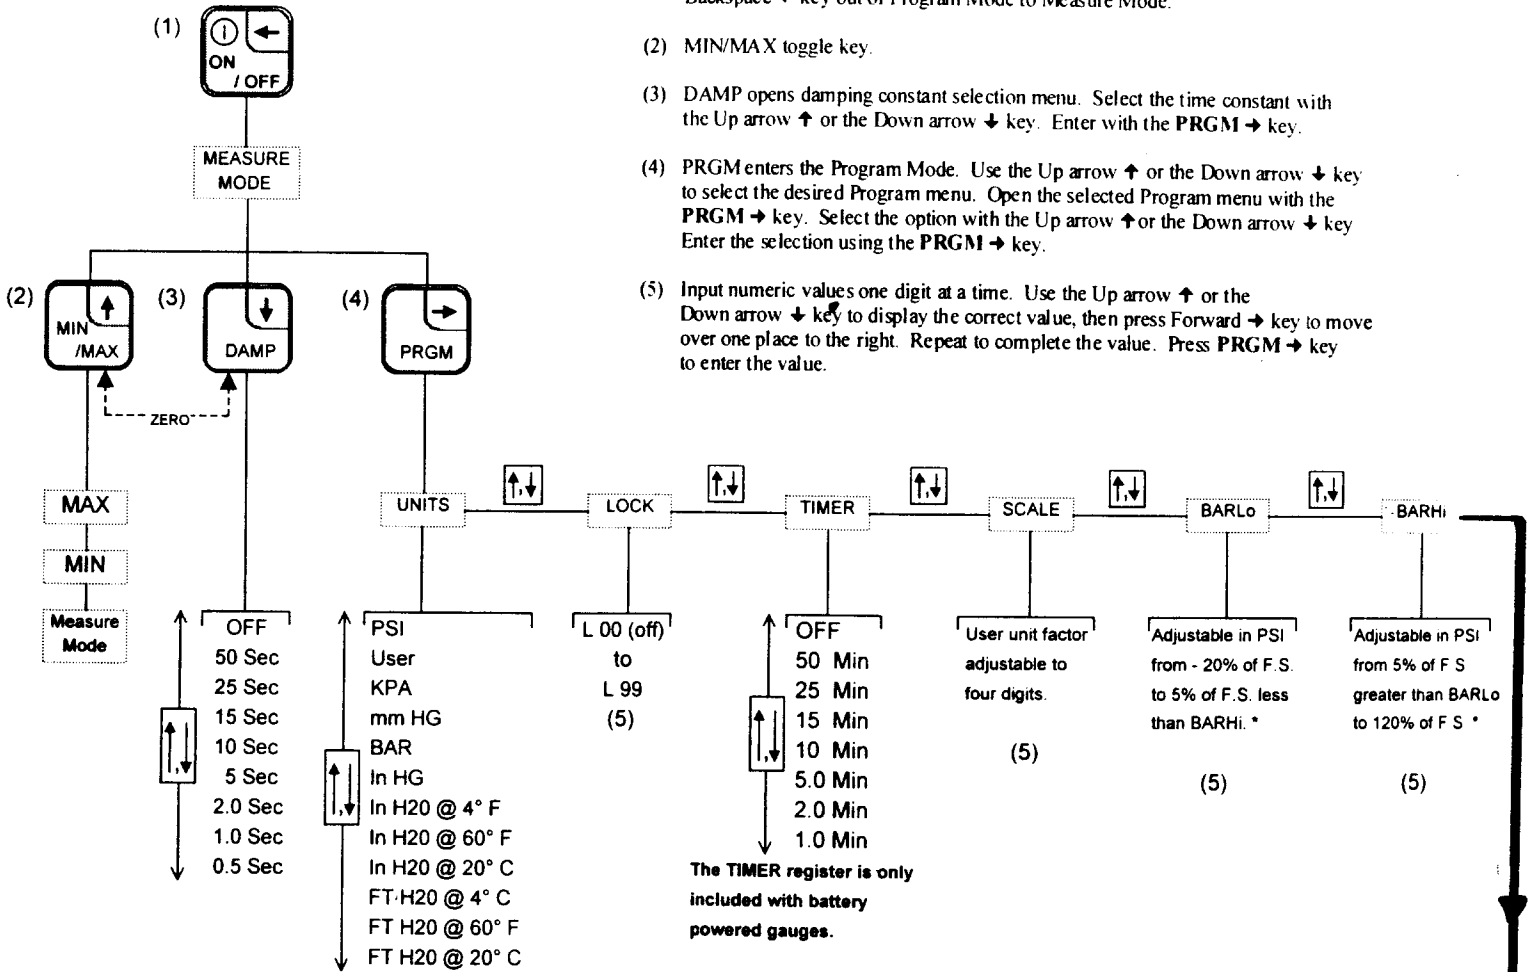 Backspace ← key out of Program Mode to Measure Mode.
(1)
ON
/ OFF
(2) MIN/MAX toggle key.
(3) DAMP opens damping constant selection menu. Select the time constant with
the Up arrow ↑ or the Down arrow ↓ key. Enter with the PRGM → key.
(4) PRGM enters the Program Mode. Use the Up arrow ↑ or the Down arrow ↓ key
to select the desired Program menu. Open the selected Program menu with the
PRGM → key. Select the option with the Up arrow ↑ or the Down arrow ↓ key
Enter the selection using the PRGM → key.
(5) Input numeric values one digit at a time. Use the Up arrow ↑ or the
Down arrow ↓ key to display the correct value, then press Forward → key to move
over one place to the right. Repeat to complete the value. Press PRGM → key
to enter the value.
MEASURE
MODE
(2)
MIN
/MAX
(3)
DAMP
(4)
PRGM
ZERO
MAX
MIN
Measure
Mode
OFF
50 Sec
25 Sec
15 Sec
10 Sec
5 Sec
2.0 Sec
1.0 Sec
0.5 Sec
UNITS
PSI
User
KPA
mm HG
BAR
In HG
In H20 @ 4° F
In H20 @ 60° F
In H20 @ 20° C
FT H20 @ 4° C
FT H20 @ 60° F
FT H20 @ 20° C
LOCK
L 00 (off)
to
L 99
(5)
TIMER
OFF
50 Min
25 Min
15 Min
10 Min
5.0 Min
2.0 Min
1.0 Min
The TIMER register is only
included with battery
powered gauges.
SCALE
User unit factor
adjustable to
four digits.
(5)
BARLo
Adjustable in PSI
from - 20% of F.S.
to 5% of F.S. less
than BARHi. *
(5)
BARHi
Adjustable in PSI
from 5% of F S
greater than BARLo
to 120% of F S *
(5)